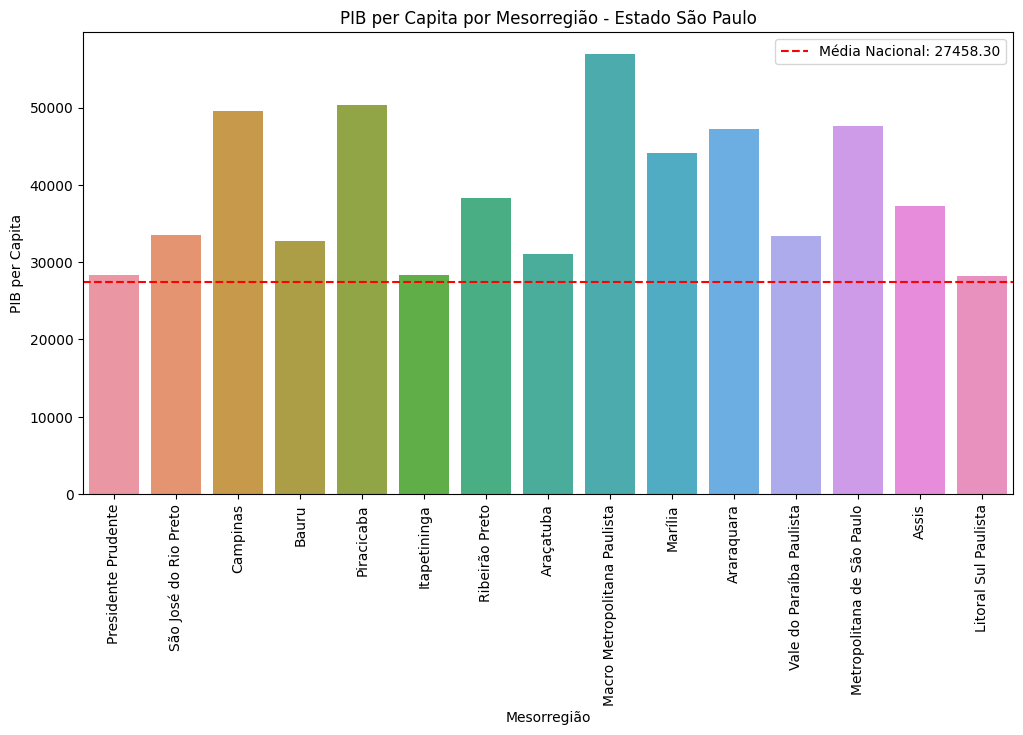 PIB per Capita por Mesorregião - Estado São Paulo
Média Nacional: 27458.30
PIB per Capita
50000
40000
30000
20000
10000
0
Presidente Prudente
São José do Rio Preto
Campinas
Bauru
Piracicaba
Itapetininga
Ribeirão Preto
Araçatuba
Macro Metropolitana Paulista
Marília
Araraquara
Vale do Paraíba Paulista
Metropolitana de São Paulo
Assis
Litoral Sul Paulista
Mesorregião